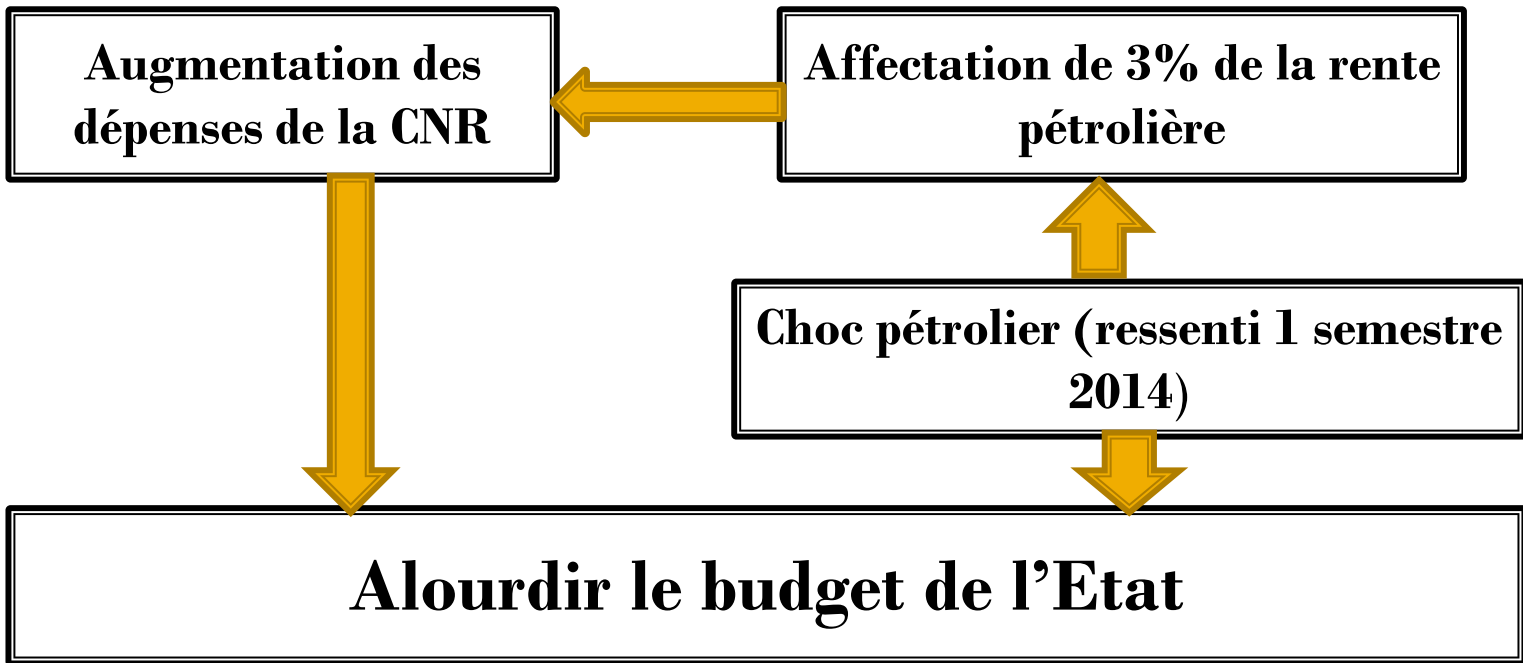 Augmentation des
dépenses de la CNR
Affectation de 3% de la rente
pétrolière
Choc pétrolier (ressenti 1 semestre
2014)
Alourdir le budget de l’Etat